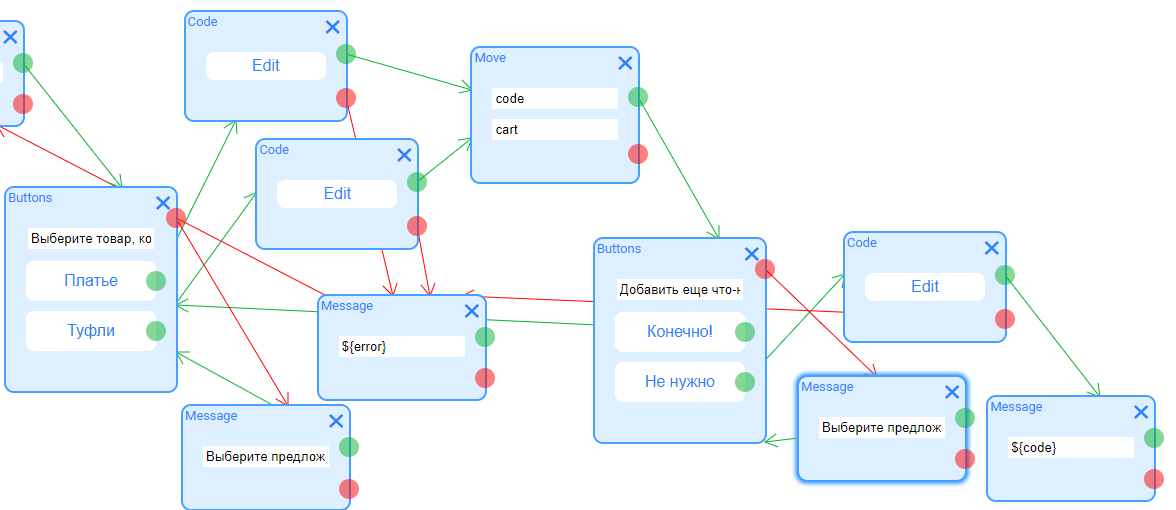 Code
Edit
Move
code
cart
Code
Edit
Buttons
Выберите товар, ко
Платье
Туфли
Message
${error}
Message
Выберите предлож
Buttons
Добавить еще что-н
Конечно!
Не нужно
Code
Edit
Message
Выберите предлож
Message
${code}